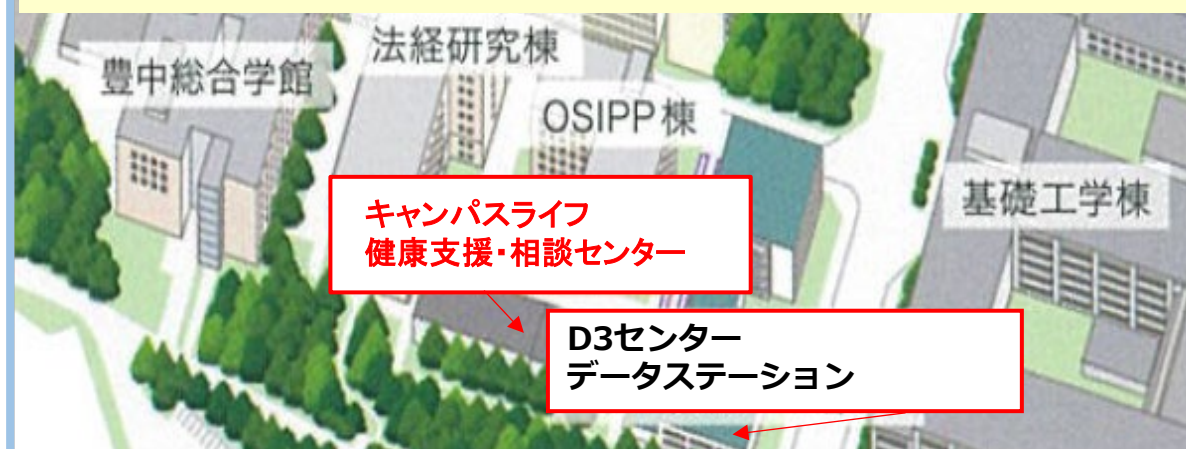 法経研究棟
豊中総合学館
OSIPP棟
キャンパスライフ
健康支援・相談センター
基礎工学棟
D3センター
データステーション